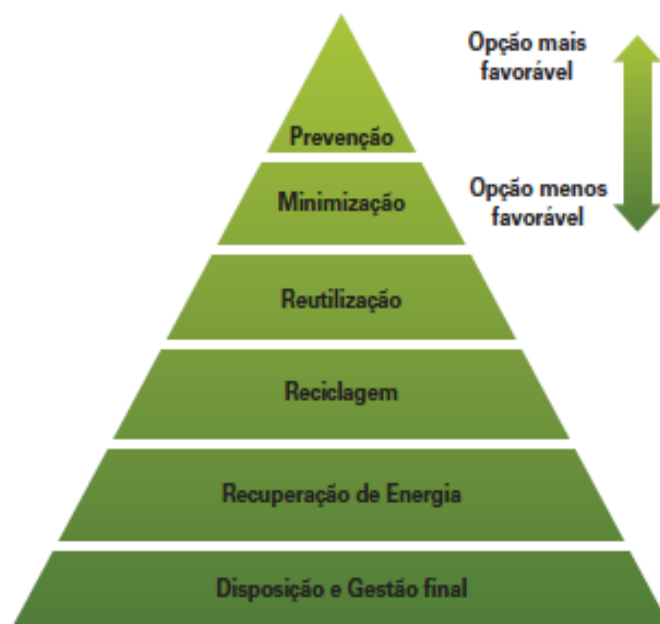 Opção mais
favorável
Prevenção
Opção menos
favorável
Minimização
Reutilização
Reciclagem
Recuperação de Energia
Disposição e Gestão final